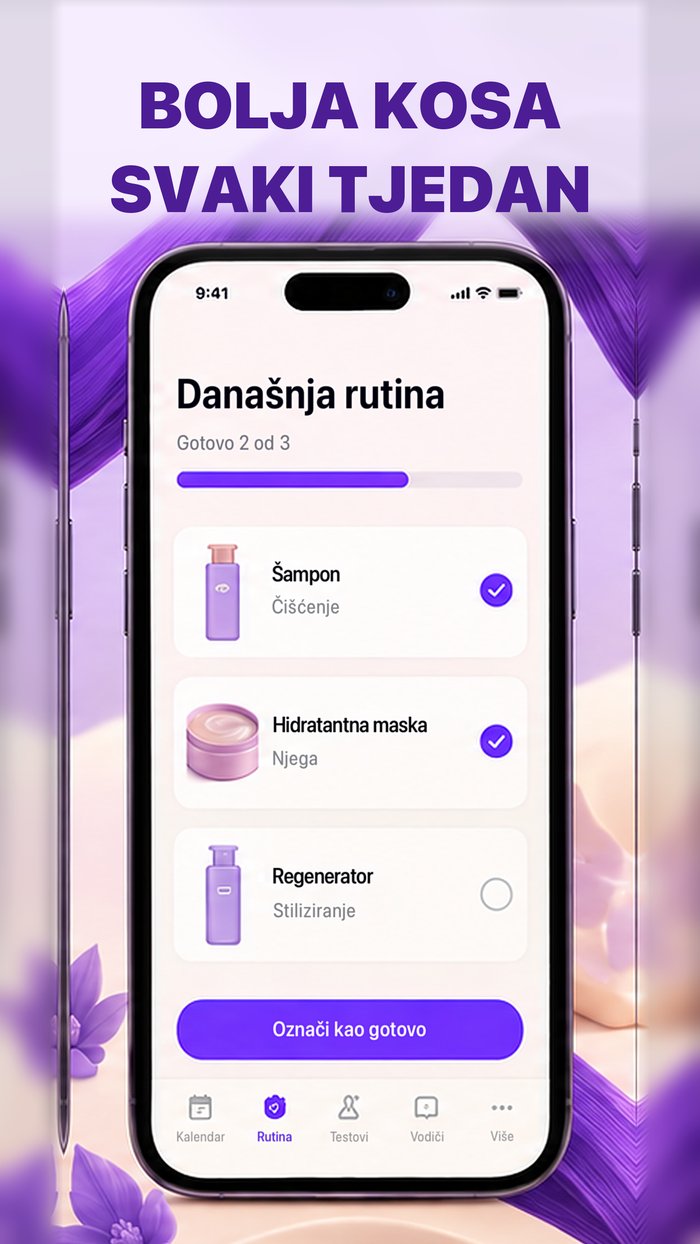 BOLJA KOSA
SVAKI TJEDAN
9:41
Današnja rutina
Gotovo 2 od 3
Šampon
Čišćenje
Hidratantna maska
Njega
Regenerator
Stiliziranje
Označi kao gotovo
Kalendar
Rutina
Testovi
Vodiči
Više